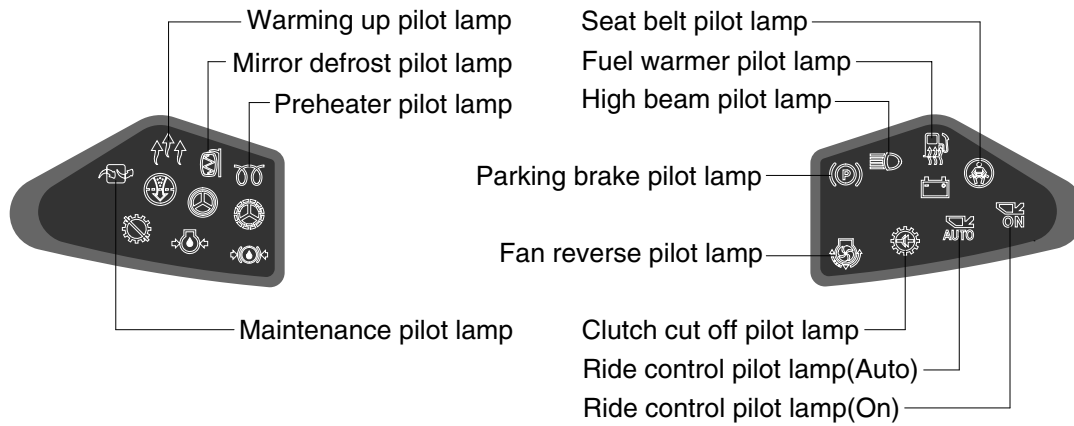 Warming up pilot lamp
Mirror defrost pilot lamp
Preheater pilot lamp
Maintenance pilot lamp
Seat belt pilot lamp
Fuel warmer pilot lamp
High beam pilot lamp
Parking brake pilot lamp
Fan reverse pilot lamp
Clutch cut off pilot lamp
Ride control pilot lamp(Auto)
Ride control pilot lamp(On)
P
AUTO
ON